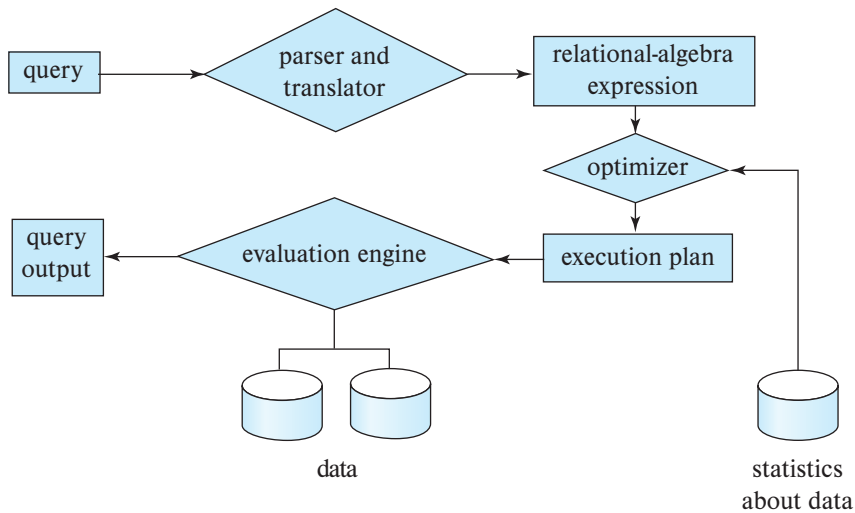 query
parser and
translator
relational-algebra
expression
optimizer
query
output
evaluation engine
execution plan
data
statistics
about data